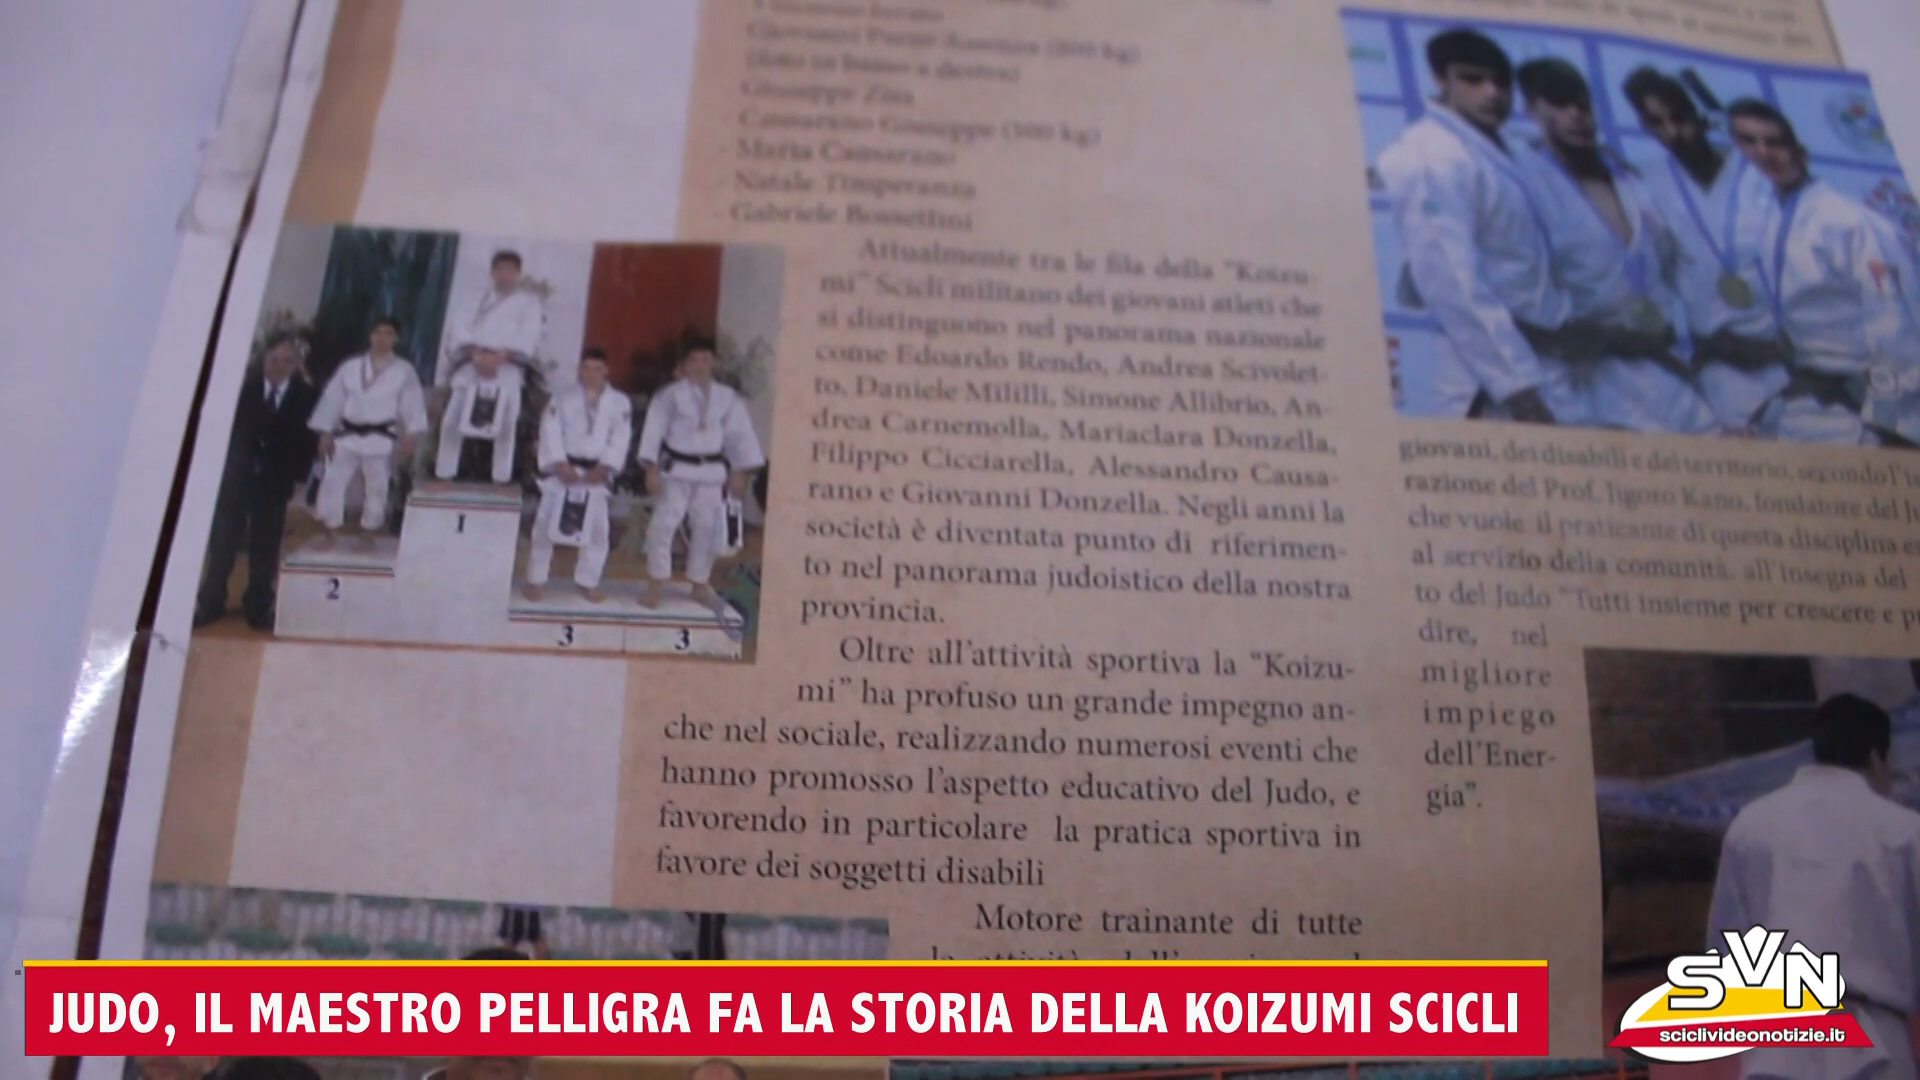 Giuseppe Zisa
Causarano Giuseppe (100 kg)
- Marta Causarano
- Natale Timperanza
- Gabriele Bossettini
Attualmente tra le fila della "Koizu-
mi" Scicli militano dei giovani atleti che
si distinguono nel panorama nazionale
come Edoardo Rendo, Andrea Scivolet-
to, Daniele Mililli, Simone Allibrio, An-
drea Carnemolla, Mariaclara Donzella,
Filippo Cicciarella, Alessandro Causa-
rano e Giovanni Donzella. Negli anni la
società è diventata punto di riferimen-
to nel panorama judoistico della nostra
provincia.
Oltre all'attività sportiva la "Koizu-
mi" ha profuso un grande impegno an-
che nel sociale, realizzando numerosi eventi che
hanno promosso l'aspetto educativo del Judo, e
favorendo in particolare la pratica sportiva in
favore dei soggetti disabili
Motore trainante di tutte
giovani, dei disabili e del territorio, secondo l'
razione del Prof. Jigoro Kano, fondatore del
che vuole il praticante di questa disciplina
al servizio della comunità, all'insegna del
to del Judo "Tutti insieme per crescere e
dire, nel
migliore
impiego
dell'Ener-
gia".
1
2
3
3
JUDO, IL MAESTRO PELLIGRA FA LA STORIA DELLA KOIZUMI SCICLI
SVN
sciclivideonotizie.it